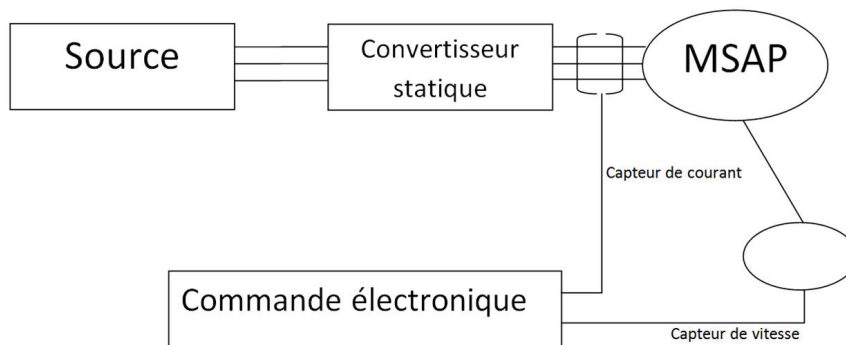 Source
Convertisseur
statique
MSAP
Capteur de courant
Commande électronique
Capteur de vitesse